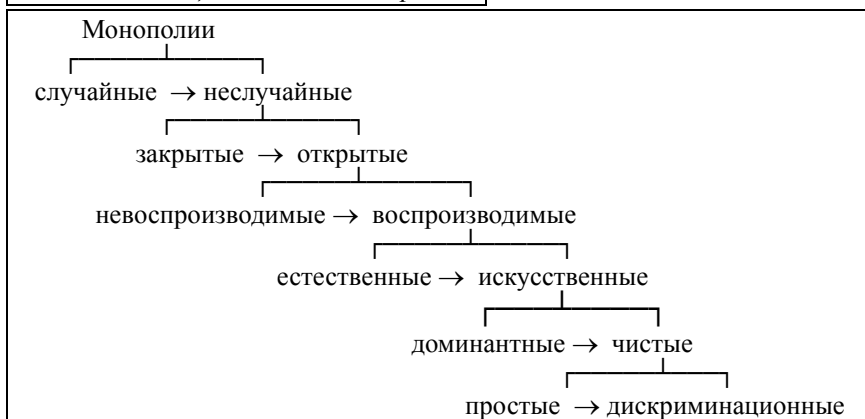 Монополии
случайные → неслучайные
закрытые → открытые
невоспроизводимые → воспроизводимые
естественные → искусственные
доминантные → чистые
простые → дискриминационные